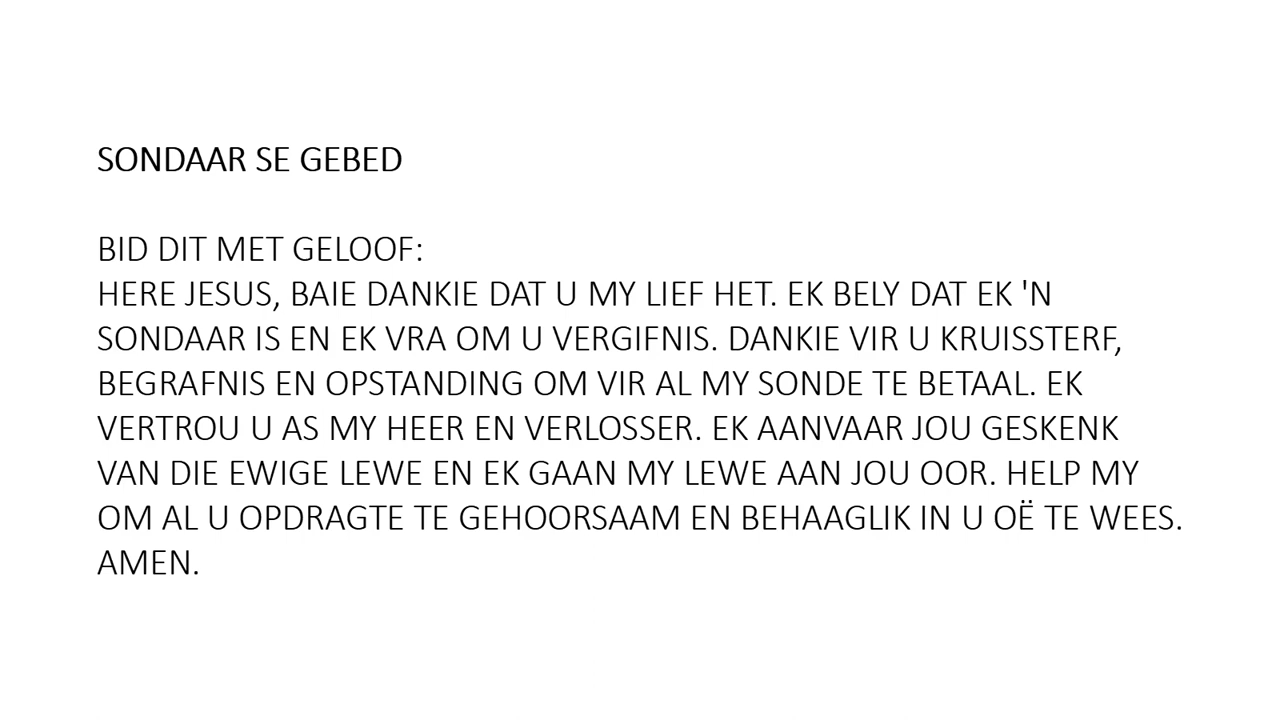 SONDAAR SE GEBED
BID DIT MET GELOOF:
HERE JESUS, BAIE DANKIE DAT U MY LIEF HET. EK BELY DAT EK 'N
SONDAAR IS EN EK VRA OM U VERGIFNIS. DANKIE VIR U KRUISSTERF,
BEGRAFNIS EN OPSTANDING OM VIR AL MY SONDE TE BETAAL. EK
VERTROU U AS MY HEER EN VERLOSSER. EK AANVAAR JOU GESKENK
VAN DIE EWIGE LEWE EN EK GAAN MY LEWE AAN JOU OOR. HELP MY
OM AL U OPDRAGTE TE GEHOORSAAM EN BEHAAGLIK IN U OË TE WEES.
AMEN.